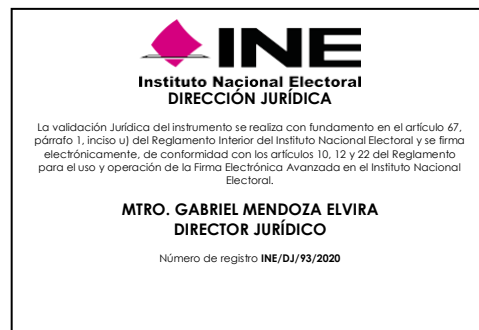 INE
Instituto Nacional Electoral
DIRECCIÓN JURÍDICA
La validación Jurídica del instrumento se realiza con fundamento en el artículo 67,
párrafo 1, inciso u) del Reglamento Interior del Instituto Nacional Electoral y se firma
electrónicamente, de conformidad con los artículos 10, 12 y 22 del Reglamento
para el uso y operación de la Firma Electrónica Avanzada en el Instituto Nacional
Electoral.
MTRO. GABRIEL MENDOZA ELVIRA
DIRECTOR JURÍDICO
Número de registro INE/DJ/93/2020